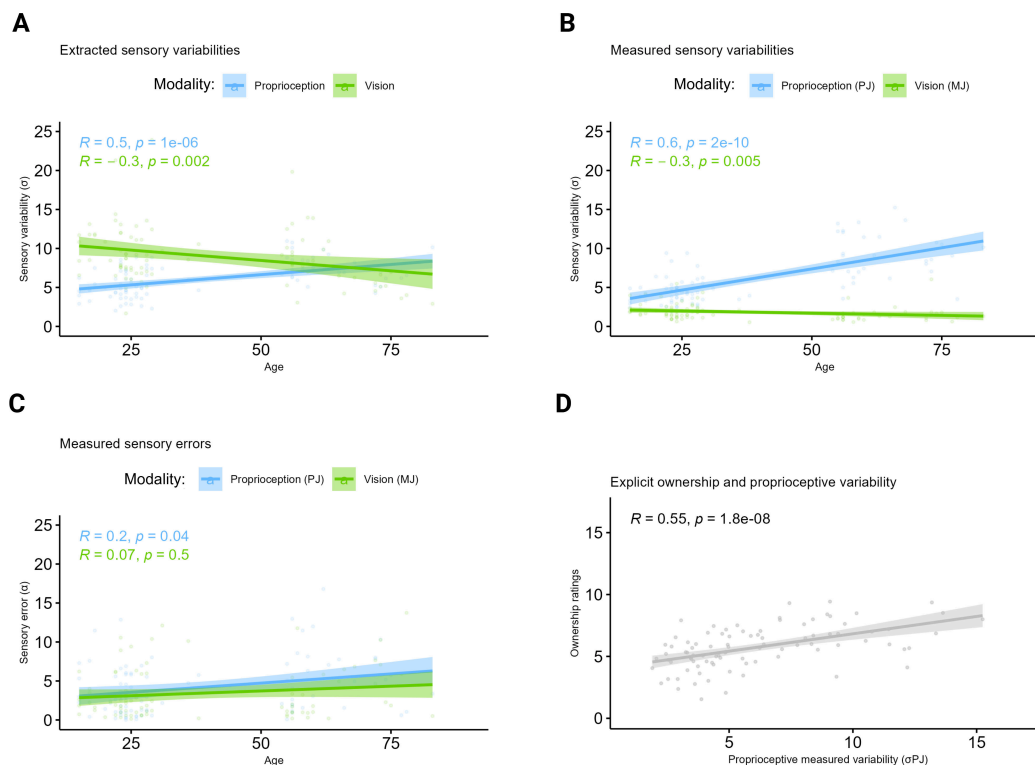 A
Extracted sensory variabilities
Modality: a Proprioception a Vision
R = 0.5, p = 1e-06
R = −0.3, p = 0.002
Sensory variability (σ)
25
20
15
10
5
0
25 50 75
Age
B
Measured sensory variabilities
Modality: a Proprioception (PJ) a Vision (MJ)
R = 0.6, p = 2e-10
R = −0.3, p = 0.005
Sensory variability (σ)
25
20
15
10
5
0
25 50 75
Age
C
Measured sensory errors
Modality: a Proprioception (PJ) a Vision (MJ)
R = 0.2, p = 0.04
R = 0.07, p = 0.5
Sensory error (α)
25
20
15
10
5
0
25 50 75
Age
D
Explicit ownership and proprioceptive variability
R = 0.55, p = 1.8e-08
Ownership ratings
15
10
5
0
5 10 15
Proprioceptive measured variability (σPJ)